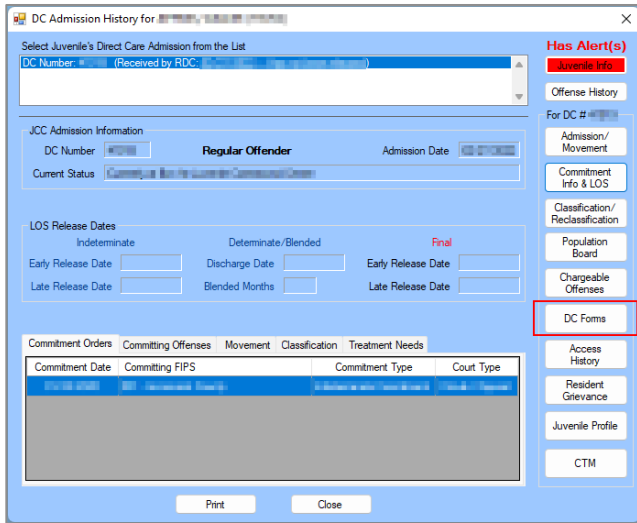 DC Admission History for
Select Juvenile's Direct Care Admission from the List
DC Number: (Received by RDC:
Has Alert(s)
Juvenile Info
Offense History
For DC #
Admission/
Movement
Commitment
Info & LOS
Classification/
Reclassification
Population
Board
Chargeable
Offenses
DC Forms
Access
History
Resident
Grievance
Juvenile Profile
CTM
JCC Admission Information
DC Number Regular Offender Admission Date
Current Status
LOS Release Dates
Indeterminate Determinate/Blended Final
Early Release Date Discharge Date Early Release Date
Late Release Date Blended Months Late Release Date
Commitment Orders Committing Offenses Movement Classification Treatment Needs
Commitment Date Committing FIPS Commitment Type Court Type
Print Close